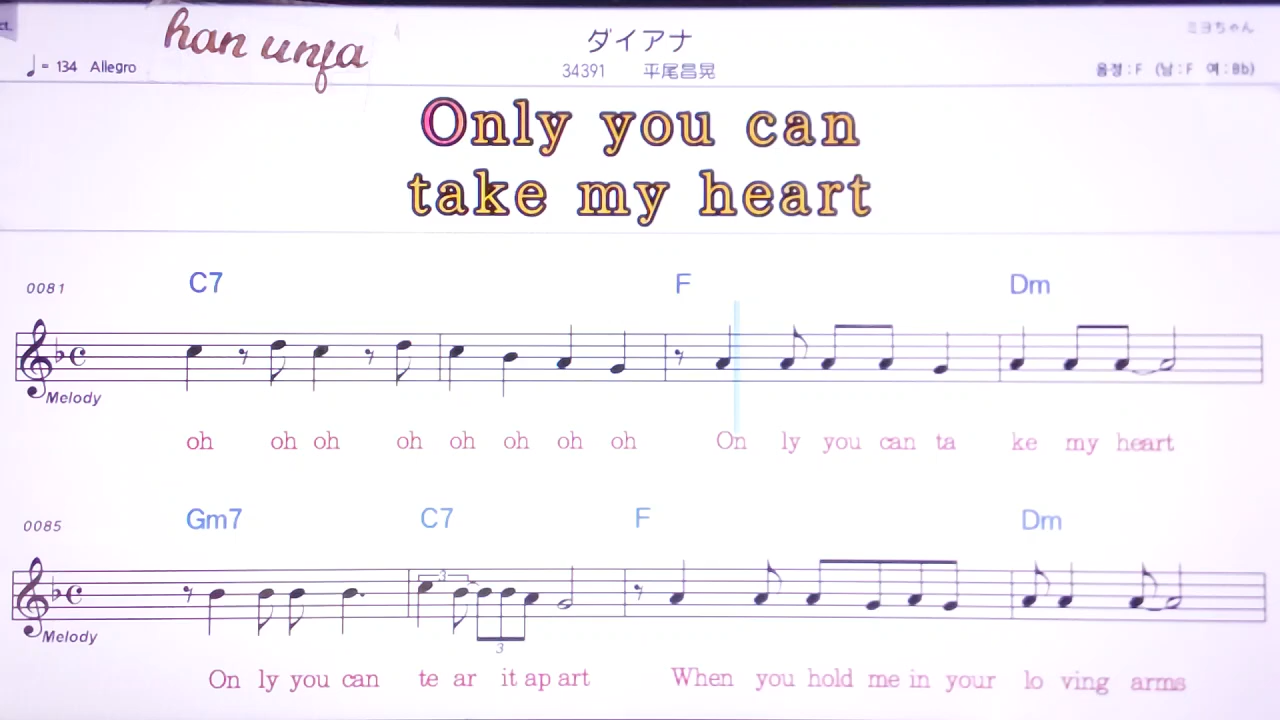 han unfa
ダイアナ
ミヨちゃん
♩= 134 Allegro
34391 平尾昌晃
음정 : F (남 : F 여 : Bb)
Only you can
take my heart
0081 C7 F Dm
Melody
oh oh oh oh oh oh oh oh On ly you can ta ke my heart
0085 Gm7 C7 F Dm
3
Melody
3
On ly you can te ar it ap art When you hold me in your lo ving arms